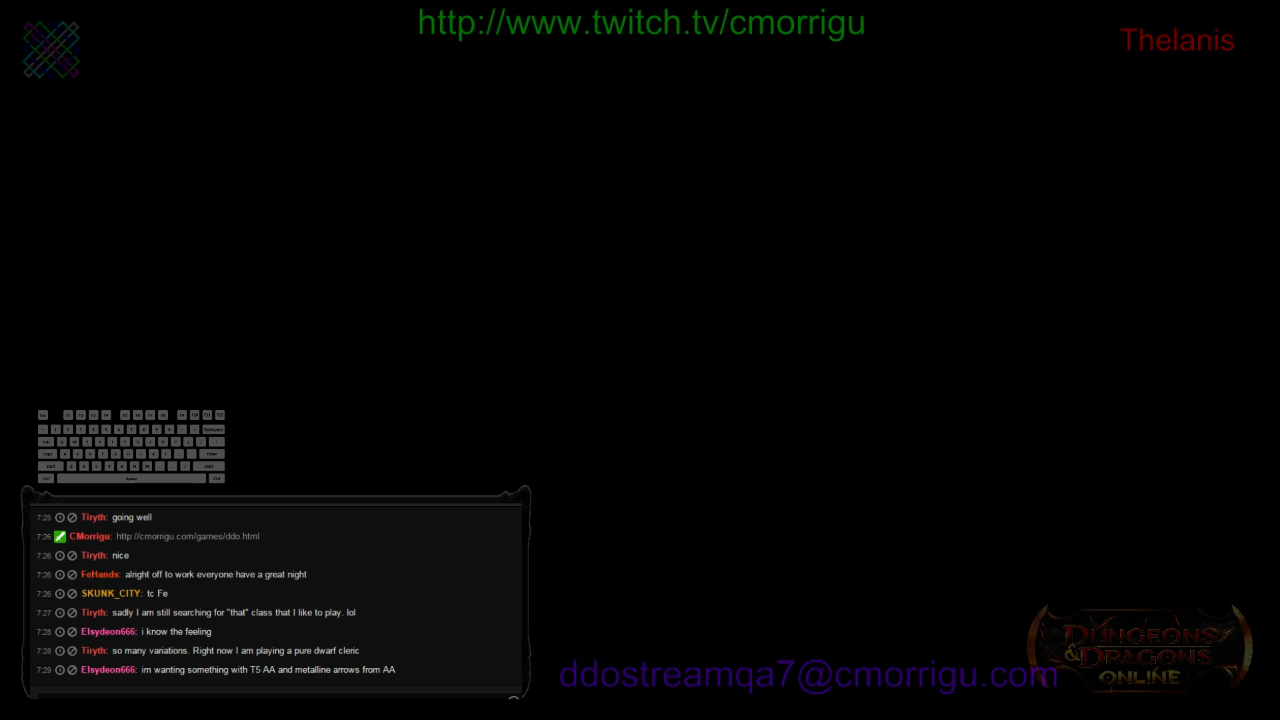 http://www.twitch.tv/cmorrigu
Thelanis
7:25 Tiryth: going well
7:26 CMorrigu: http://cmorrigu.com/games/ddo.html
7:26 Tiryth: nice
7:26 FeHands: alright off to work everyone have a great night
7:26 SKUNK_CITY: tc Fe
7:27 Tiryth: sadly I am still searching for "that" class that I like to play. lol
7:28 Elsydeon666: i know the feeling
7:28 Tiryth: so many variations. Right now I am playing a pure dwarf cleric
7:29 Elsydeon666: im wanting something with T5 AA and metalline arrows from AA
ddostreamqa7@cmorrigu.com
DUNGEONS
& DRAGONS
ONLINE